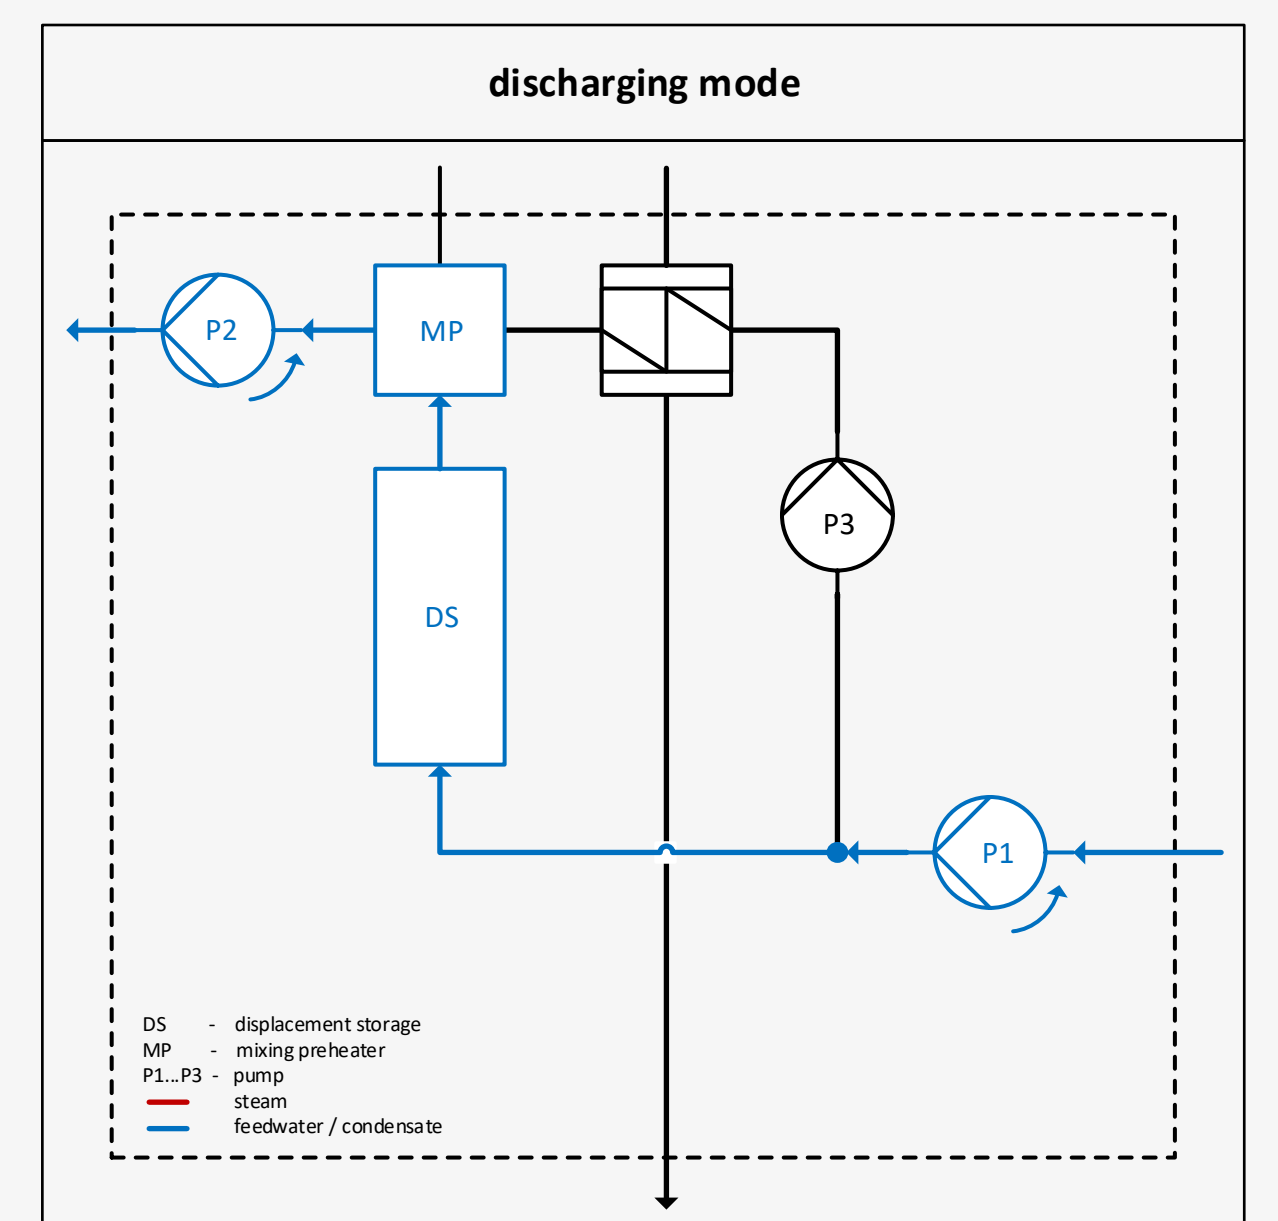 discharging mode
P2
MP
P3
DS
P1
DS - displacement storage
MP - mixing preheater
P1...P3 - pump
steam
feedwater / condensate